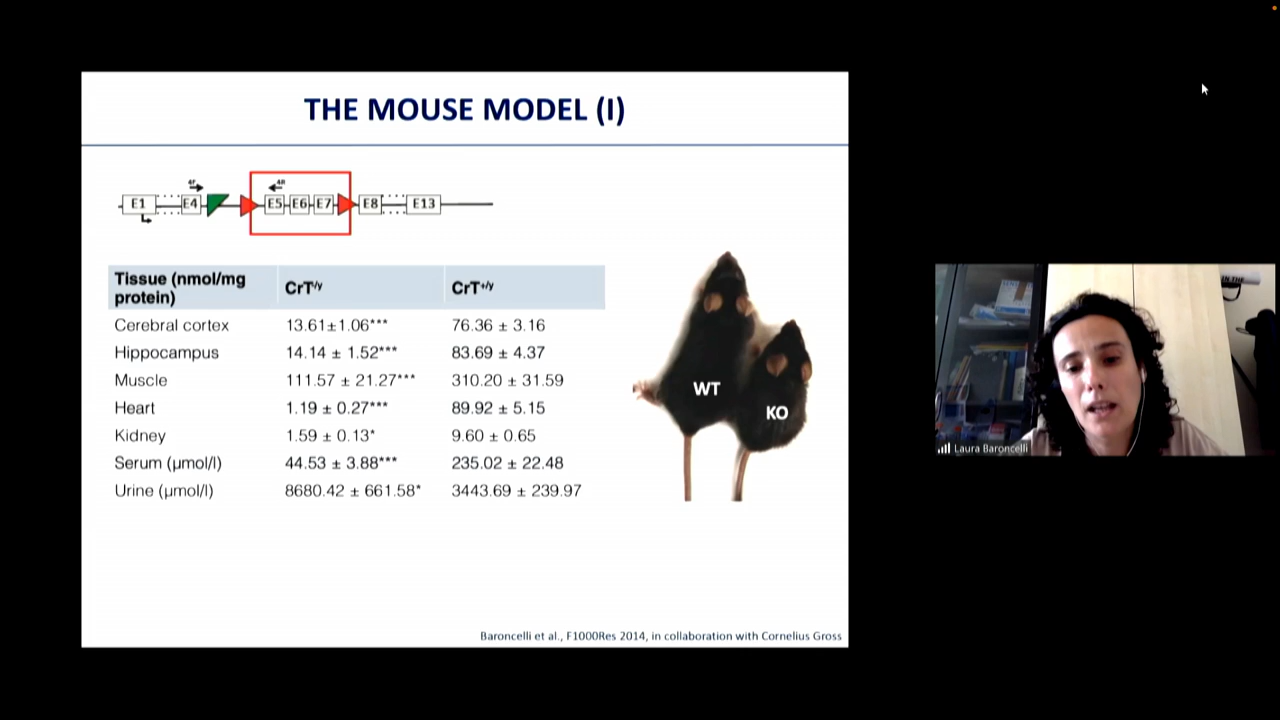 THE MOUSE MODEL (I)
4F
4R
E1 E4 E5 E6 E7 E8 E13
Tissue (nmol/mg protein) CrT-/y CrT+/y
Cerebral cortex 13.61±1.06*** 76.36 ± 3.16
Hippocampus 14.14 ± 1.52*** 83.69 ± 4.37
Muscle 111.57 ± 21.27*** 310.20 ± 31.59
Heart 1.19 ± 0.27*** 89.92 ± 5.15
Kidney 1.59 ± 0.13* 9.60 ± 0.65
Serum (µmol/l) 44.53 ± 3.88*** 235.02 ± 22.48
Urine (µmol/l) 8680.42 ± 661.58* 3443.69 ± 239.97
WT
KO
Baroncelli et al., F1000Res 2014, in collaboration with Cornelius Gross
IN THE
Laura Baroncelli